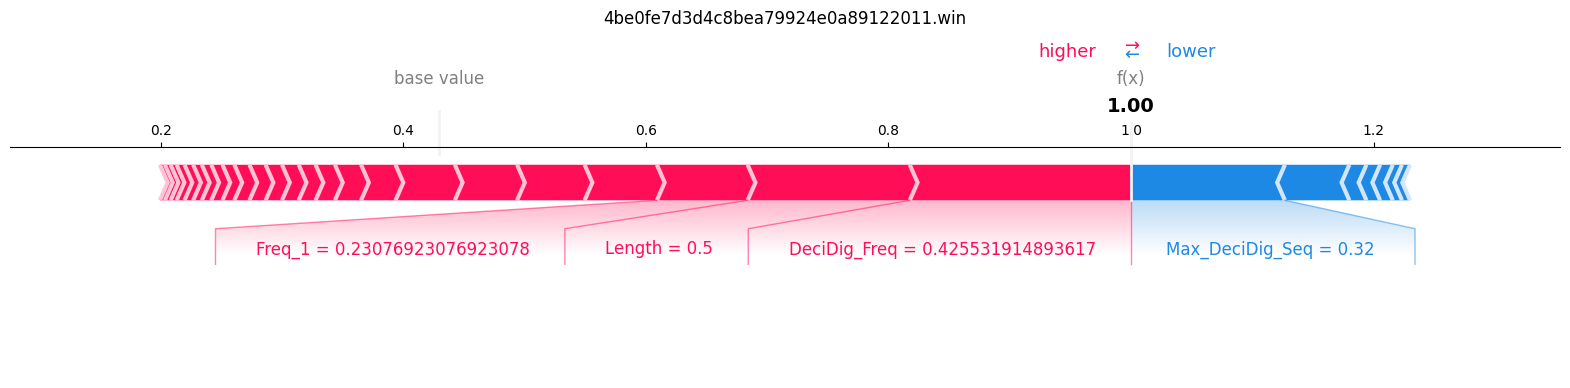 4be0fe7d3d4c8bea79924e0a89122011.win
higher ⇄ lower
base value
f(x)
1.00
0.2 0.4 0.6 0.8 1.0 1.2
Freq_1 = 0.23076923076923078 Length = 0.5 DeciDig_Freq = 0.425531914893617 Max_DeciDig_Seq = 0.32